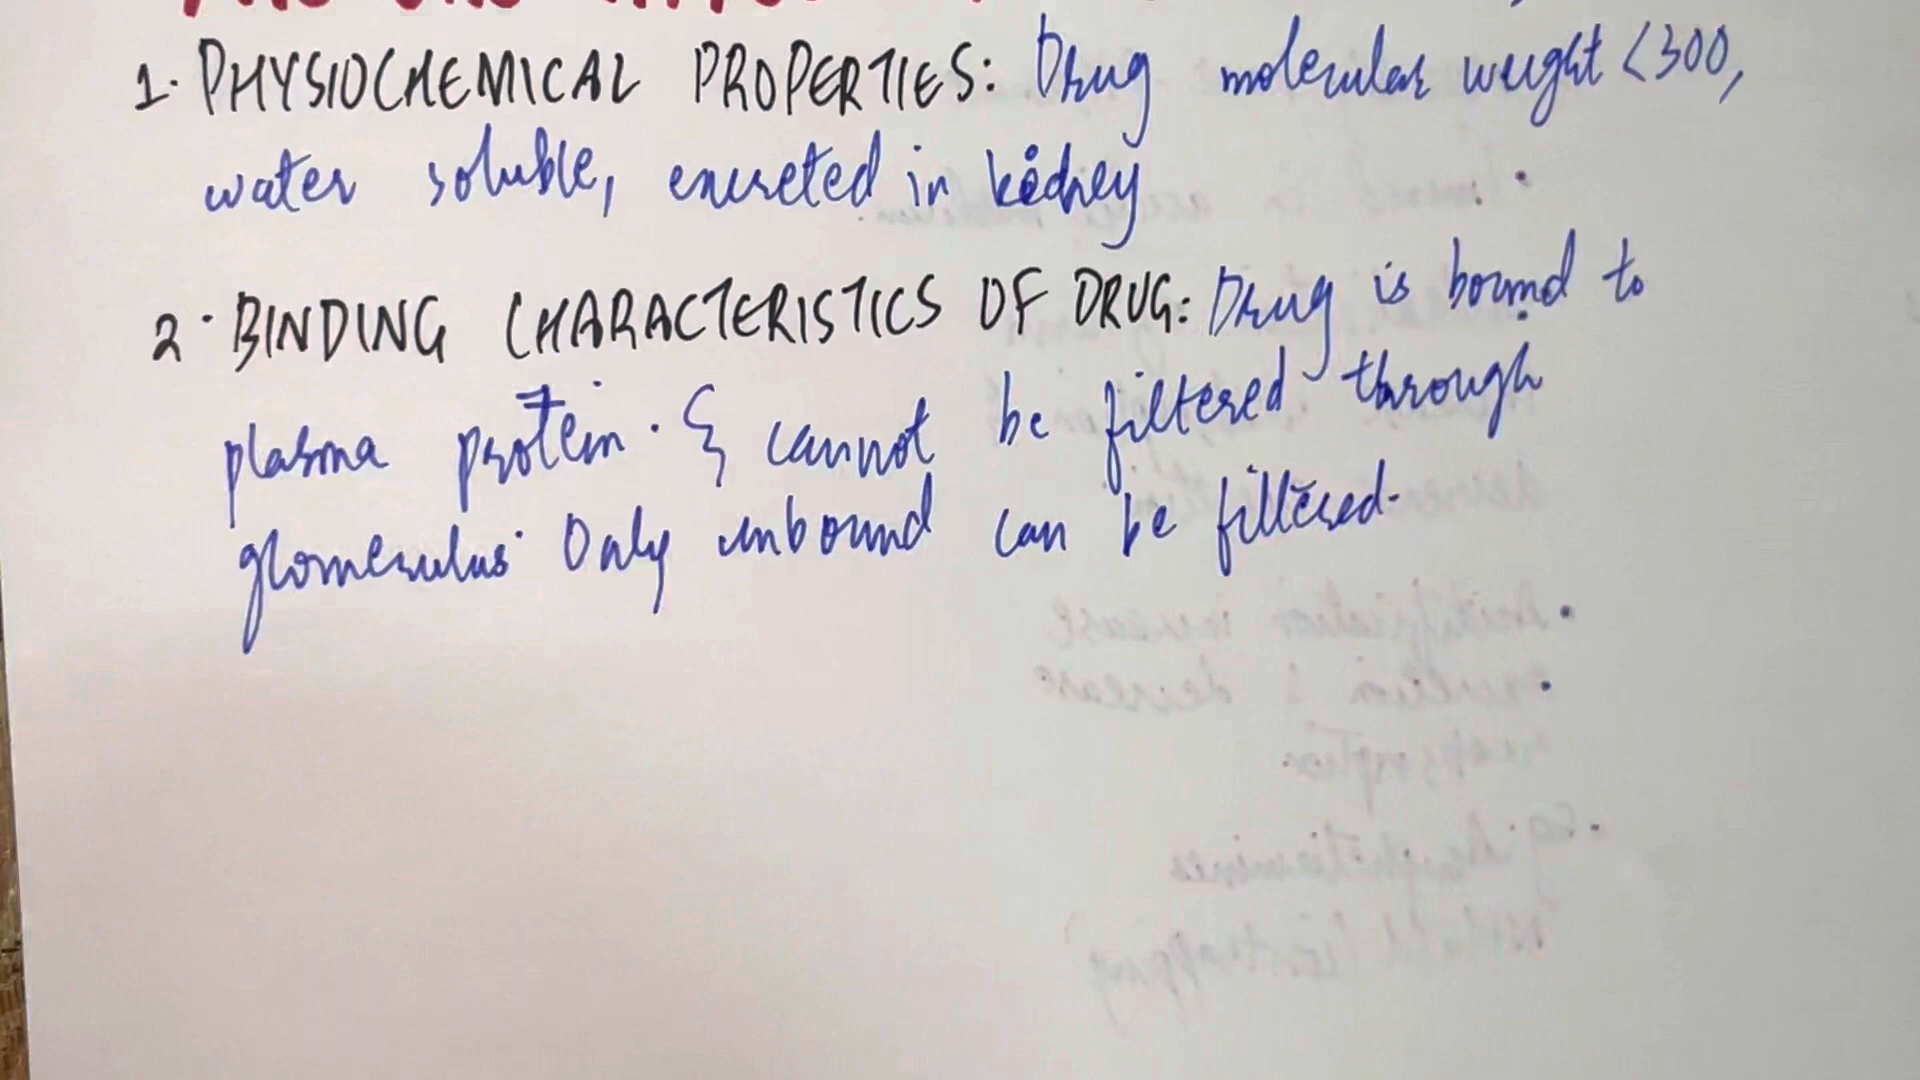 1. PHYSIOCHEMICAL PROPERTIES: Drug molecular weight <300,
water soluble, excreted in kidney
2. BINDING CHARACTERISTICS OF DRUG: Drug is bound to
plasma protein. & cannot be filtered through
glomerulus. Only unbound can be filtered.